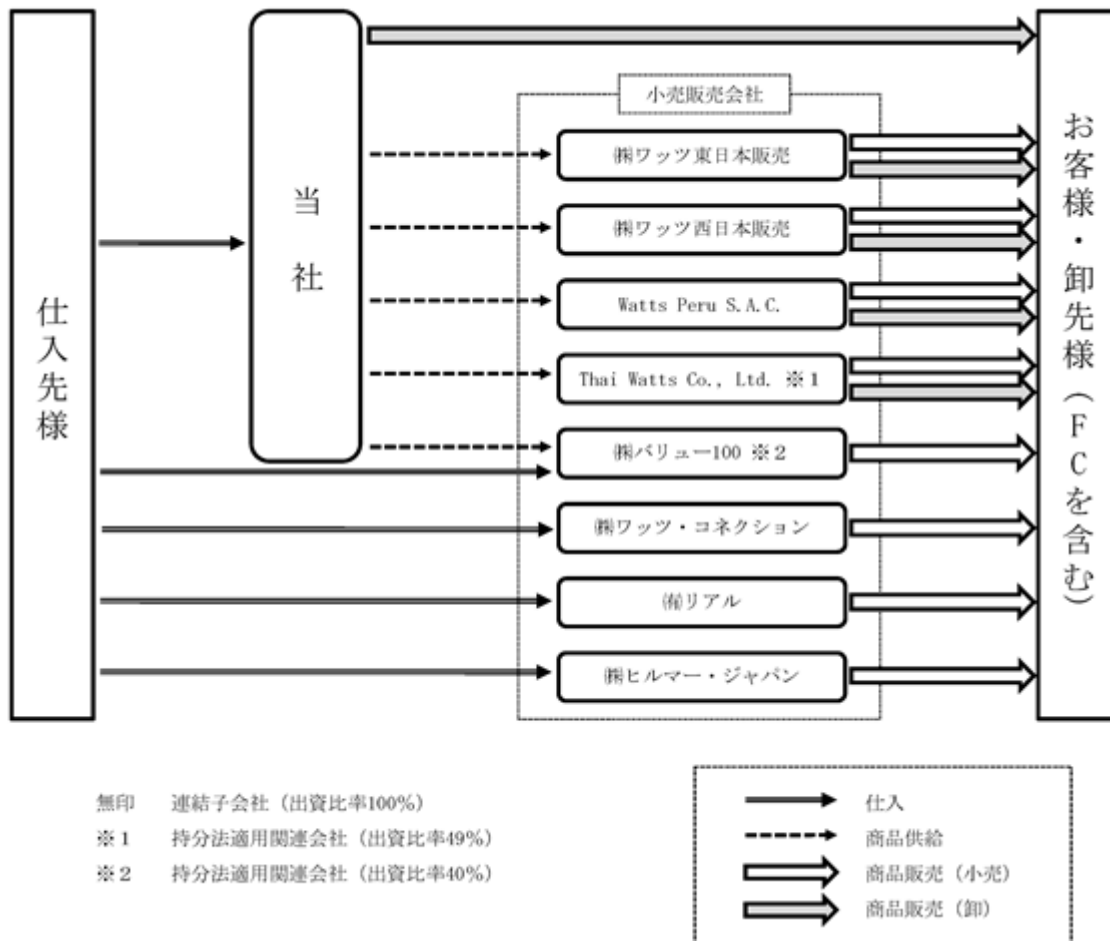 仕入先様
当社
小売販売会社
㈱ワッツ東日本販売
㈱ワッツ西日本販売
Watts Peru S.A.C.
Thai Watts Co., Ltd. ※1
㈱バリュー100 ※2
㈱ワッツ・コネクション
㈲リアル
㈱ヒルマー・ジャパン
お客様・卸先様(FCを含む)
無印 連結子会社(出資比率100%)
※1 持分法適用関連会社(出資比率49%)
※2 持分法適用関連会社(出資比率40%)
仕入
商品供給
商品販売(小売)
商品販売(卸)